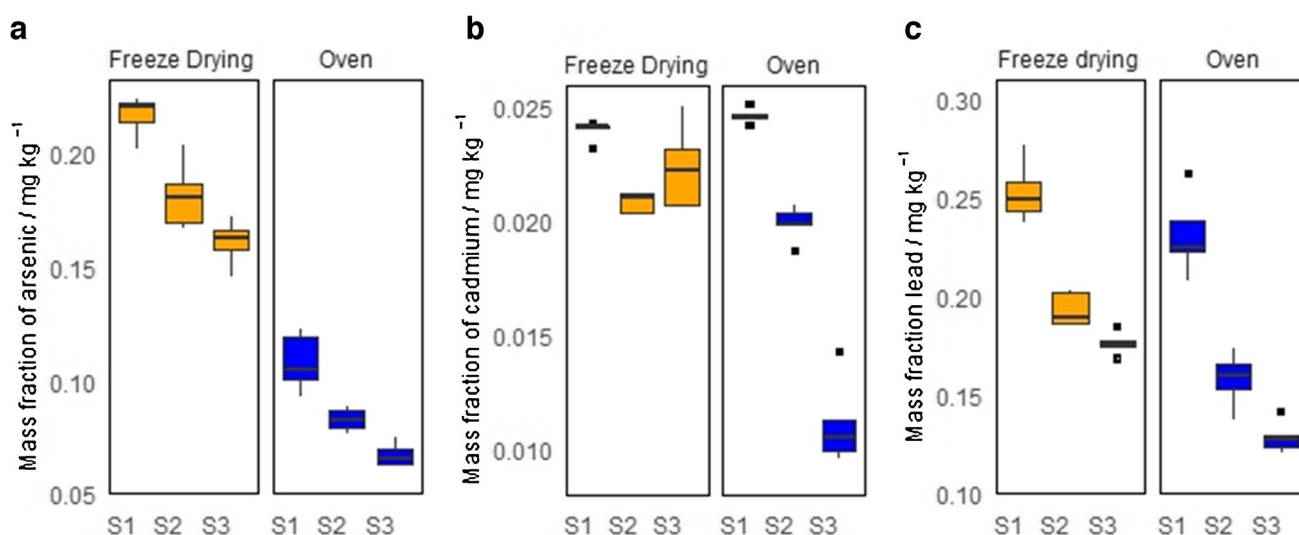 a
Freeze Drying Oven
Mass fraction of arsenic / mg kg⁻¹
0.20
0.15
0.10
0.05
S1 S2 S3 S1 S2 S3
b
Freeze Drying Oven
Mass fraction of cadmium / mg kg⁻¹
0.025
0.020
0.015
0.010
S1 S2 S3 S1 S2 S3
c
Freeze drying Oven
Mass fraction lead / mg kg⁻¹
0.30
0.25
0.20
0.15
0.10
S1 S2 S3 S1 S2 S3